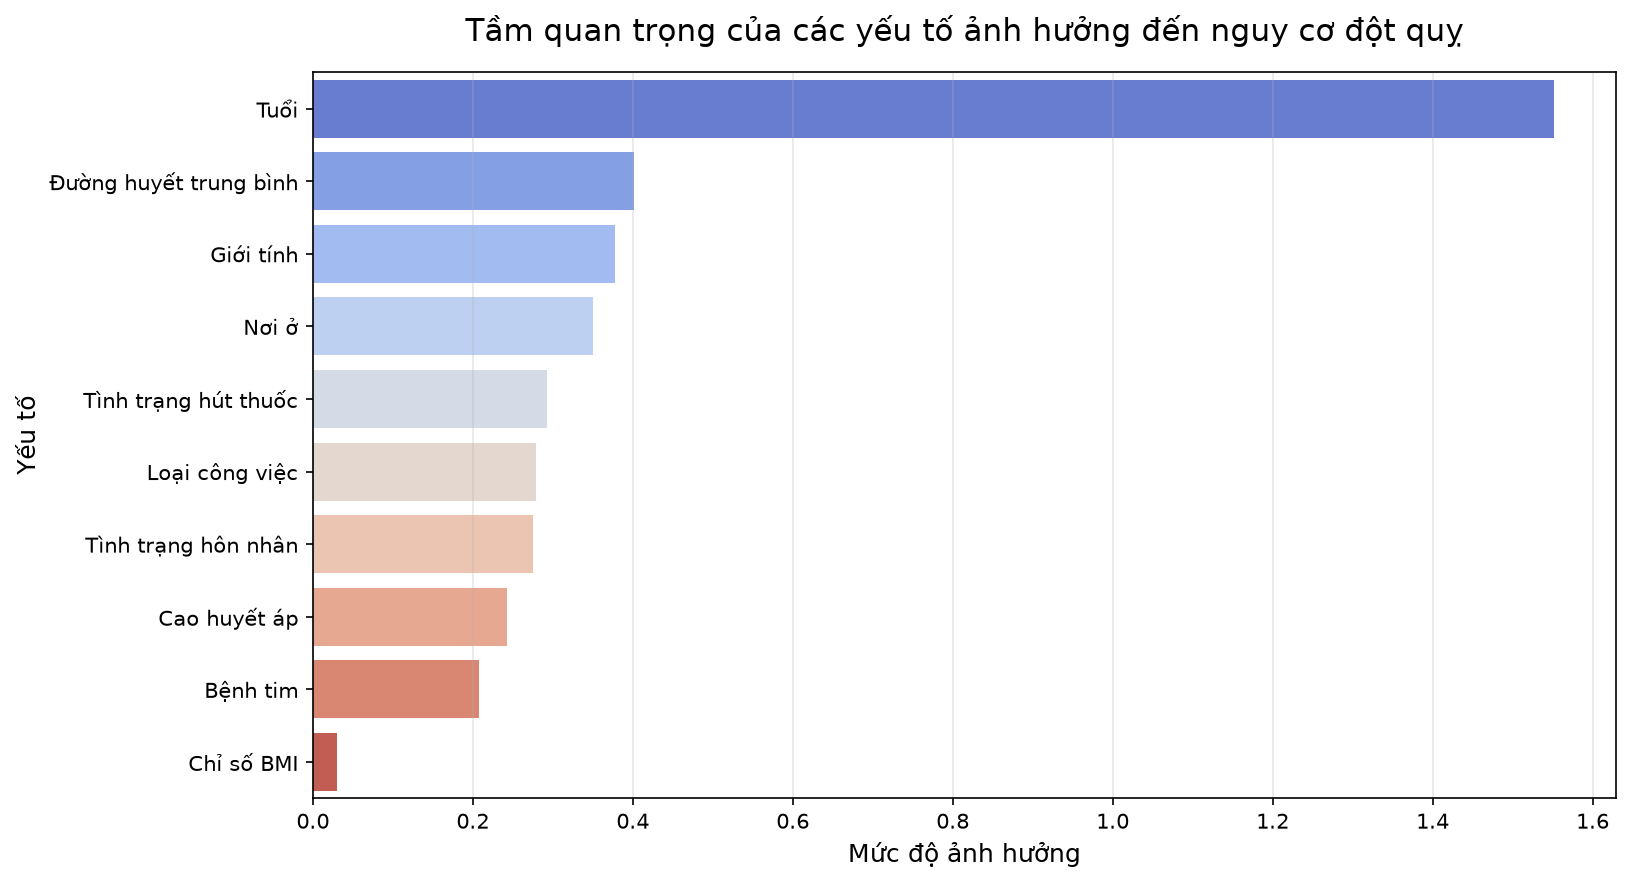 Tầm quan trọng của các yếu tố ảnh hưởng đến nguy cơ đột quỵ
Yếu tố
Tuổi
Đường huyết trung bình
Giới tính
Nơi ở
Tình trạng hút thuốc
Loại công việc
Tình trạng hôn nhân
Cao huyết áp
Bệnh tim
Chỉ số BMI
0.0 0.2 0.4 0.6 0.8 1.0 1.2 1.4 1.6
Mức độ ảnh hưởng